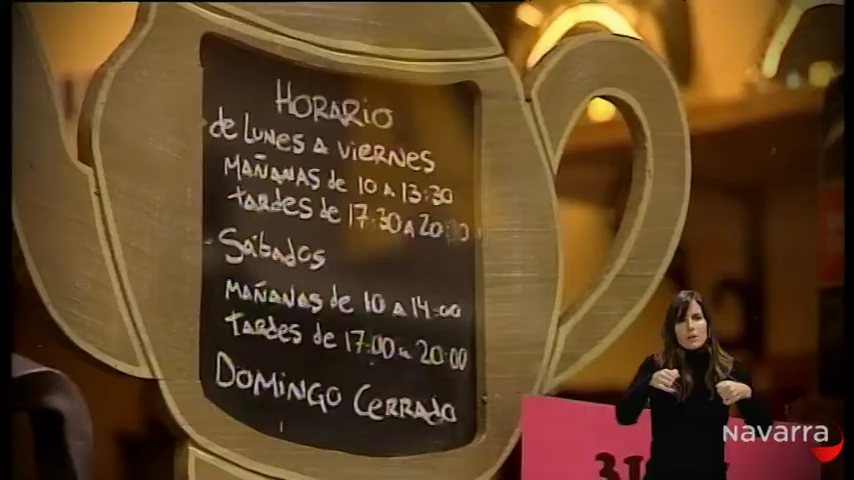 HORARIO
de LUNES A VIERNES
MAÑANAS de 10 A 13:30
tARdES de 17:30 A 20:00
SÁbAdOS
MAÑANAS de 10 A 14:00
tARdES de 17:00 A 20:00
DOMINGO CERRAdO
Navarra